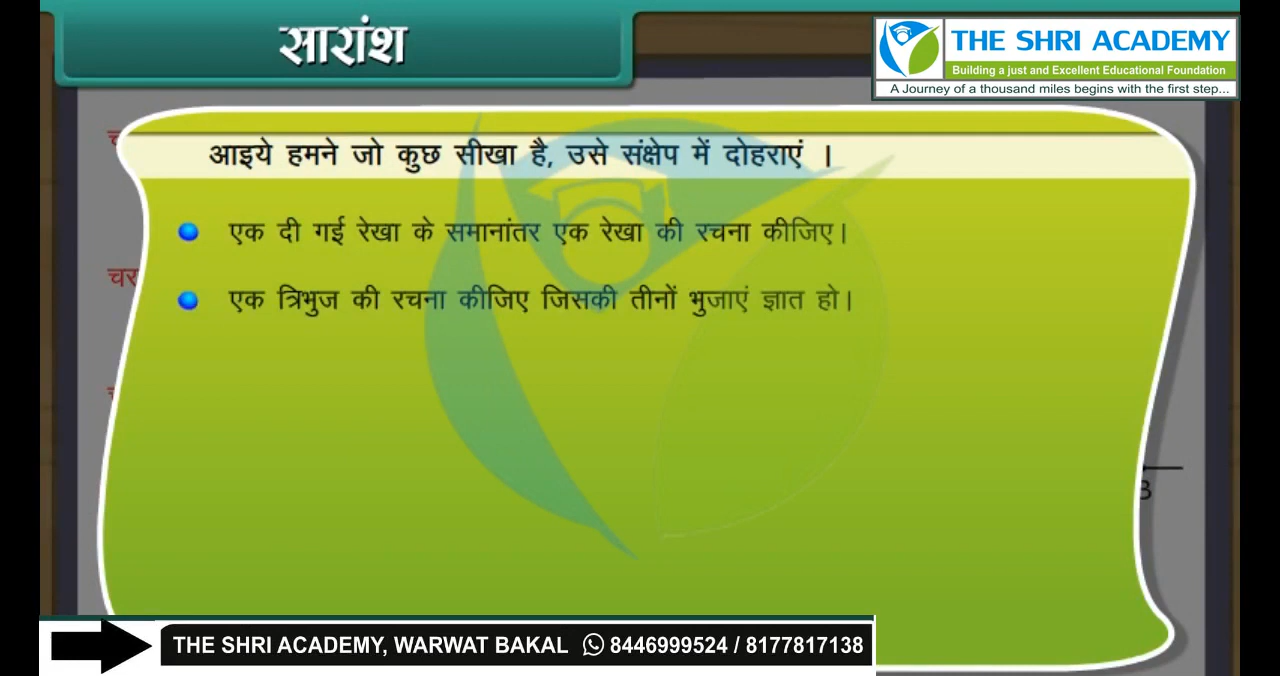 सारांश
THE SHRI ACADEMY
Building a just and Excellent Educational Foundation
A Journey of a thousand miles begins with the first step...
आइये हमने जो कुछ सीखा है, उसे संक्षेप में दोहराएं ।
एक दी गई रेखा के समानांतर एक रेखा की रचना कीजिए।
एक त्रिभुज की रचना कीजिए जिसकी तीनों भुजाएं ज्ञात हो।
THE SHRI ACADEMY, WARWAT BAKAL 8446999524 / 8177817138